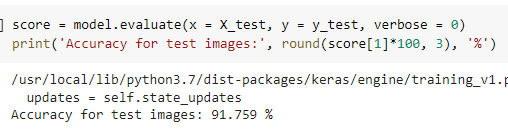 ] score = model.evaluate(x = X_test, y = y_test, verbose = 0)
print('Accuracy for test images:', round(score[1]*100, 3), '%')
/usr/local/lib/python3.7/dist-packages/keras/engine/training_v1.p
updates = self.state_updates
Accuracy for test images: 91.759 %